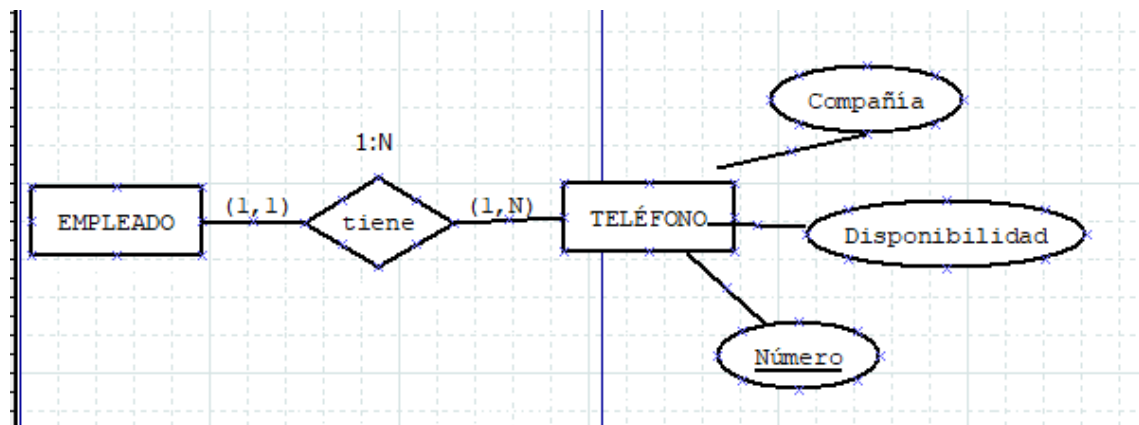 Compañía
1:N
EMPLEADO
(1,1)
tiene
(1,N)
TELÉFONO
Disponibilidad
Número